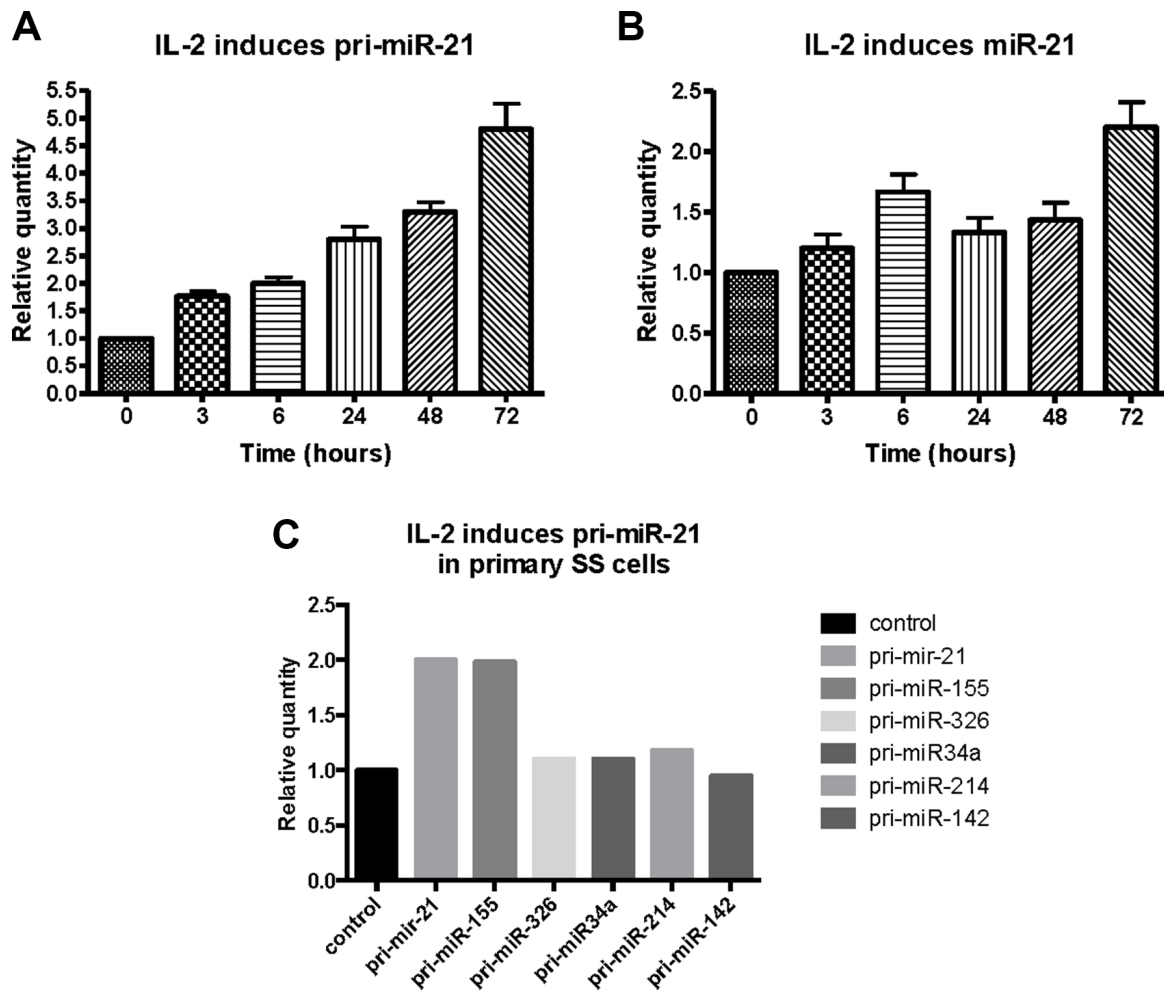 A
IL-2 induces pri-miR-21
5.5
5.0
4.5
4.0
3.5
3.0
2.5
2.0
1.5
1.0
0.5
0.0
Relative quantity
0 3 6 24 48 72
Time (hours)
B
IL-2 induces miR-21
2.5
2.0
1.5
1.0
0.5
0.0
Relative quantity
0 3 6 24 48 72
Time (hours)
C
IL-2 induces pri-miR-21
in primary SS cells
2.5
2.0
1.5
1.0
0.5
0.0
Relative quantity
control
pri-mir-21
pri-miR-155
pri-miR-326
pri-miR34a
pri-miR-214
pri-miR-142
control
pri-mir-21
pri-miR-155
pri-miR-326
pri-miR34a
pri-miR-214
pri-miR-142